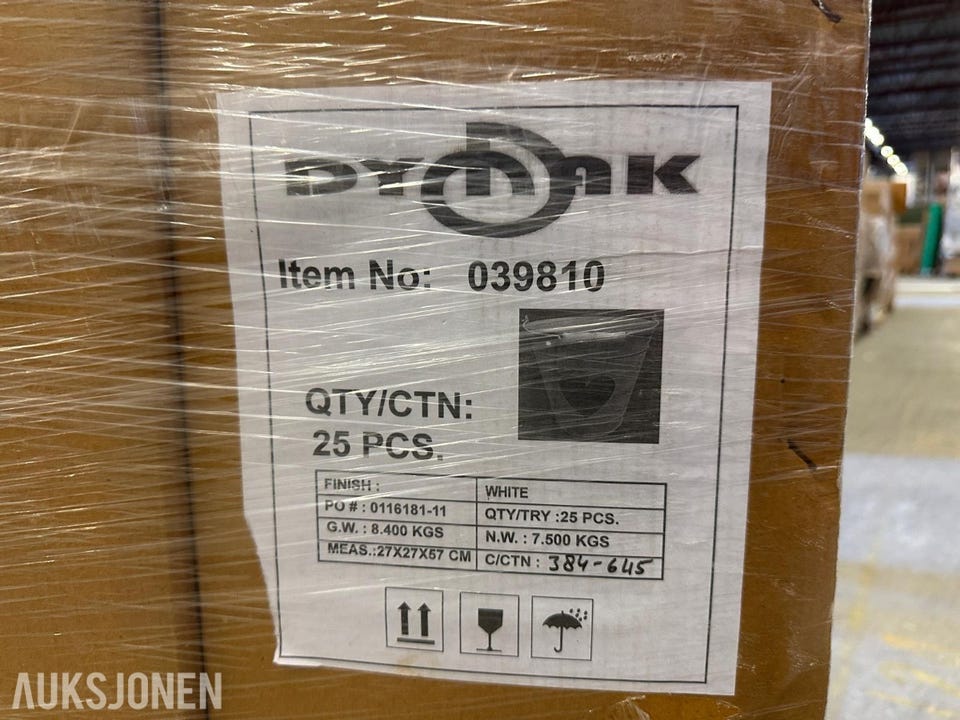 DYNAK
Item No: 039810
QTY/CTN:
25 PCS.
FINISH : WHITE
PO # : 0116181-11 QTY/TRY :25 PCS.
G.W. : 8.400 KGS N.W. : 7.500 KGS
MEAS.:27X27X57 CM C/CTN : 384-645
AUKSJONEN